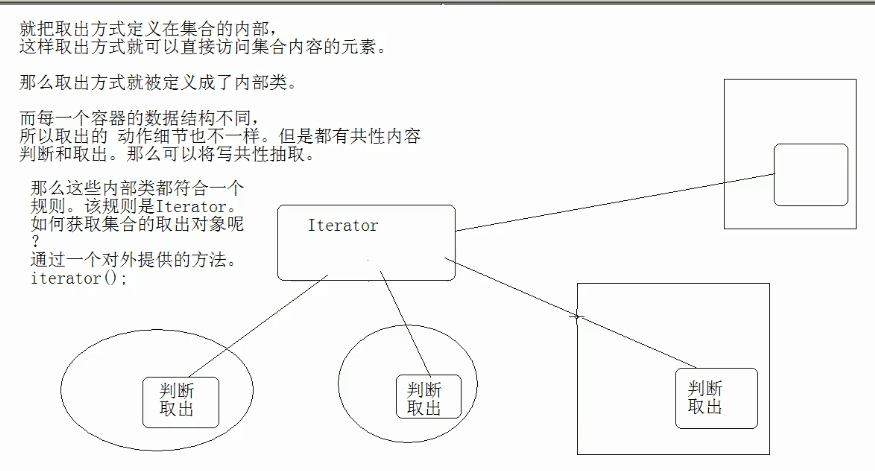 就把取出方式定义在集合的内部，
这样取出方式就可以直接访问集合内容的元素。
那么取出方式就被定义成了内部类。
而每一个容器的数据结构不同，
所以取出的 动作细节也不一样。但是都有共性内容
判断和取出。那么可以将写共性抽取。
那么这些内部类都符合一个
规则。该规则是Iterator。
如何获取集合的取出对象呢
？
通过一个对外提供的方法。
iterator();
Iterator
判断
取出
判断
取出
判断
取出